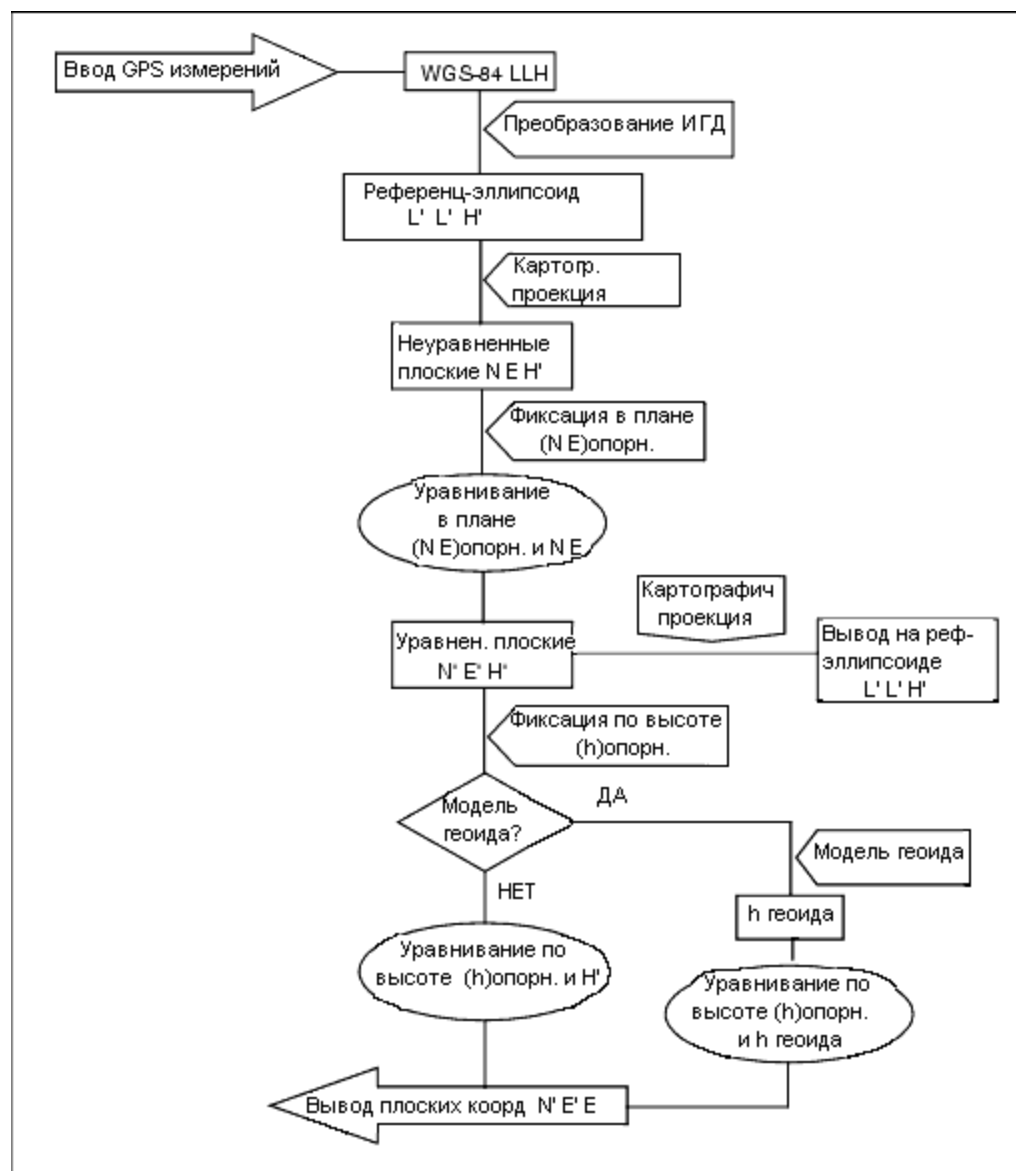 Ввод GPS измерений
WGS-84 LLH
Преобразование ИГД
Референц-эллипсоид
L' L' H'
Картогр.
проекция
Неуравненные
плоские N E H'
Фиксация в плане
(N E)опорн.
Уравнивание
в плане
(N E)опорн. и N E
Картографич
проекция
Уравнен. плоские
N' E' H'
Вывод на реф-
эллипсоиде
L' L' H'
Фиксация по высоте
(h)опорн.
Модель
геоида?
ДА
Модель геоида
НЕТ
h геоида
Уравнивание по
высоте (h)опорн. и H'
Уравнивание по
высоте (h)опорн.
и h геоида
Вывод плоских коорд N' E' E